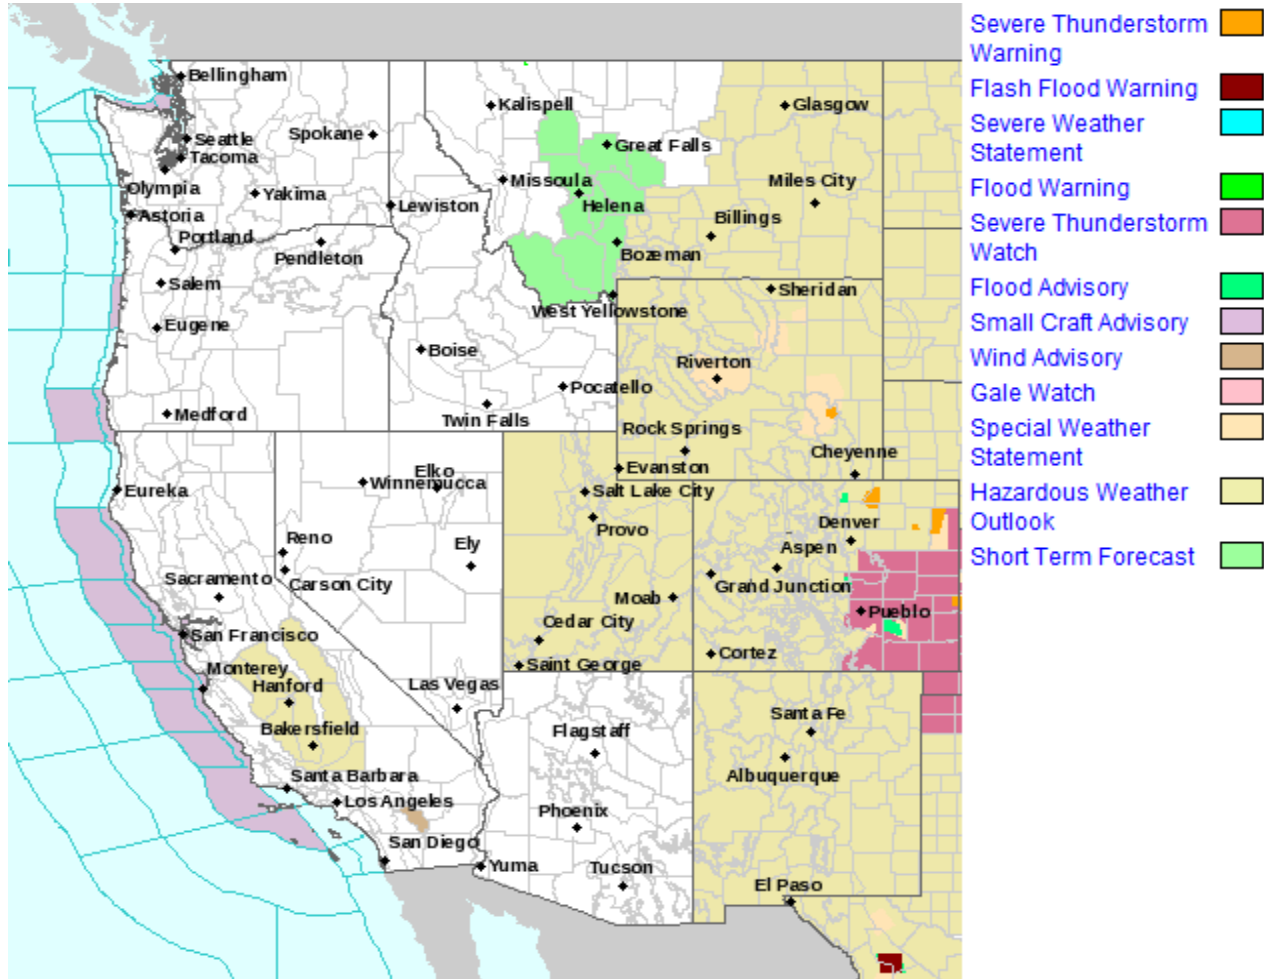 Bellingham
Seattle
Tacoma
Olympia
Astoria
Portland
Salem
Eugene
Medford
Spokane
Yakima
Pendleton
Lewiston
Kalispell
Great Falls
Missoula
Helena
Bozeman
West Yellowstone
Glasgow
Miles City
Billings
Boise
Pocatello
Twin Falls
Sheridan
Riverton
Rock Springs
Evanston
Cheyenne
Eureka
Sacramento
San Francisco
Monterey
Hanford
Bakersfield
Santa Barbara
Los Angeles
San Diego
Elko
Winnemucca
Reno
Carson City
Ely
Las Vegas
Salt Lake City
Provo
Moab
Cedar City
Saint George
Denver
Aspen
Grand Junction
Pueblo
Cortez
Flagstaff
Phoenix
Tucson
Yuma
Santa Fe
Albuquerque
El Paso
Severe Thunderstorm
Warning
Flash Flood Warning
Severe Weather
Statement
Flood Warning
Severe Thunderstorm
Watch
Flood Advisory
Small Craft Advisory
Wind Advisory
Gale Watch
Special Weather
Statement
Hazardous Weather
Outlook
Short Term Forecast